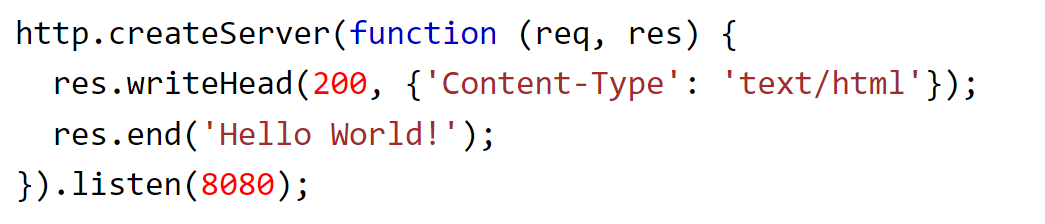 http.createServer(function (req, res) {
  res.writeHead(200, {'Content-Type': 'text/html'});
  res.end('Hello World!');
}).listen(8080);